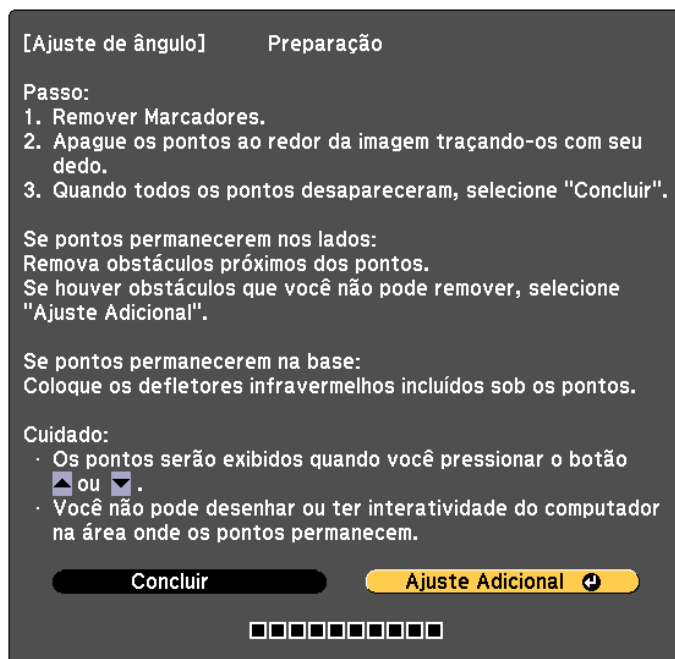 [Ajuste de ângulo] Preparação
Passo:
1. Remover Marcadores.
2. Apague os pontos ao redor da imagem traçando-os com seu
dedo.
3. Quando todos os pontos desapareceram, selecione "Concluir".
Se pontos permanecerem nos lados:
Remova obstáculos próximos dos pontos.
Se houver obstáculos que você não pode remover, selecione
"Ajuste Adicional".
Se pontos permanecerem na base:
Coloque os defletores infravermelhos incluídos sob os pontos.
Cuidado:
· Os pontos serão exibidos quando você pressionar o botão
▲ ou ▼ .
· Você não pode desenhar ou ter interatividade do computador
na área onde os pontos permanecem.
Concluir
Ajuste Adicional